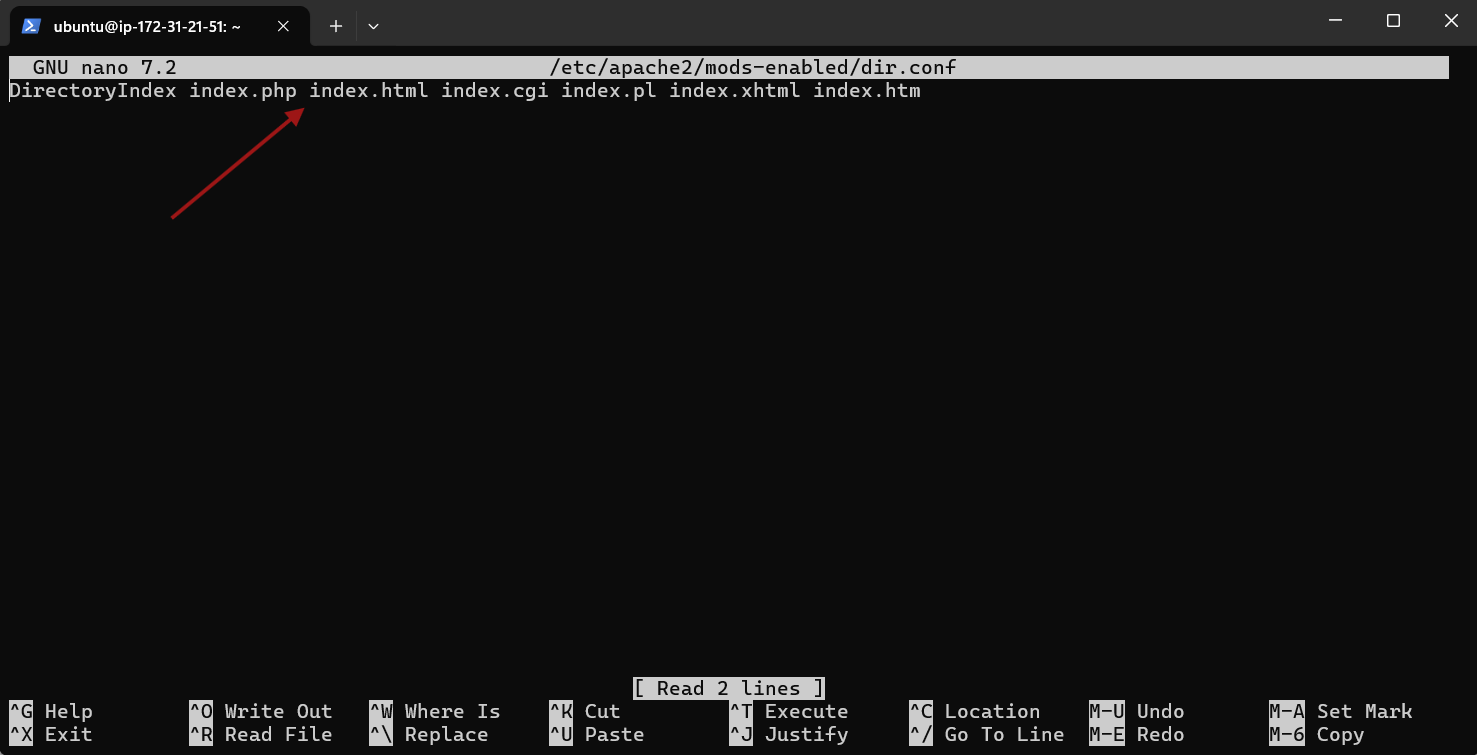 ubuntu@ip-172-31-21-51: ~
GNU nano 7.2 /etc/apache2/mods-enabled/dir.conf
DirectoryIndex index.php index.html index.cgi index.pl index.xhtml index.htm
[ Read 2 lines ]
^G Help ^O Write Out ^W Where Is ^K Cut ^T Execute ^C Location M-U Undo M-A Set Mark
^X Exit ^R Read File ^\ Replace ^U Paste ^J Justify ^/ Go To Line M-E Redo M-6 Copy